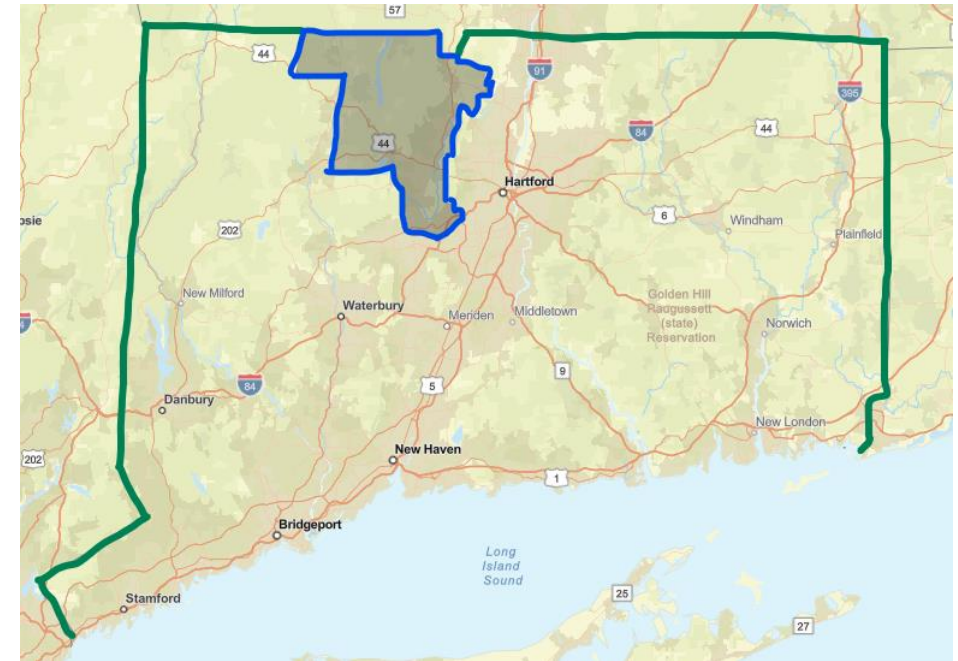 57
44
91
395
84
44
44
Hartford
osie
6
202
Windham
Plainfield
New Milford
Golden Hill
Paugussett
(state)
Reservation
Waterbury
Meriden
Middletown
Norwich
9
84
5
Danbury
New London
New Haven
202
1
Bridgeport
Long
Island
Sound
Stamford
25
27